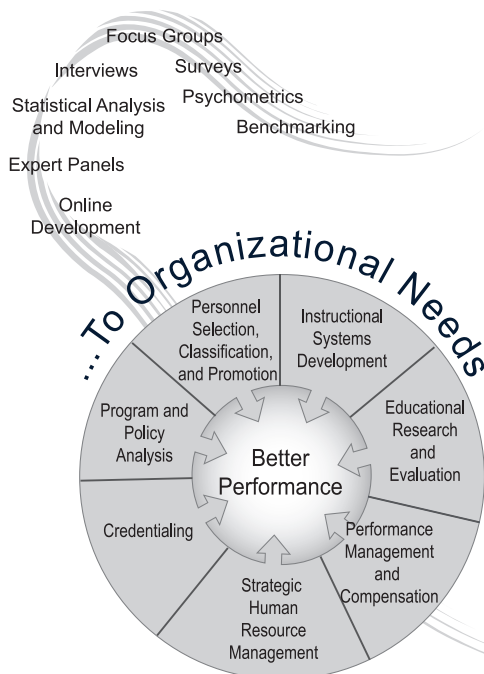 Focus Groups
Interviews
Surveys
Statistical Analysis
and Modeling
Psychometrics
Benchmarking
Expert Panels
Online
Development
...To Organizational Needs
Personnel
Selection,
Classification,
and Promotion
Instructional
Systems
Development
Educational
Research
and
Evaluation
Performance
Management
and
Compensation
Strategic
Human
Resource
Management
Credentialing
Program and
Policy
Analysis
Better
Performance